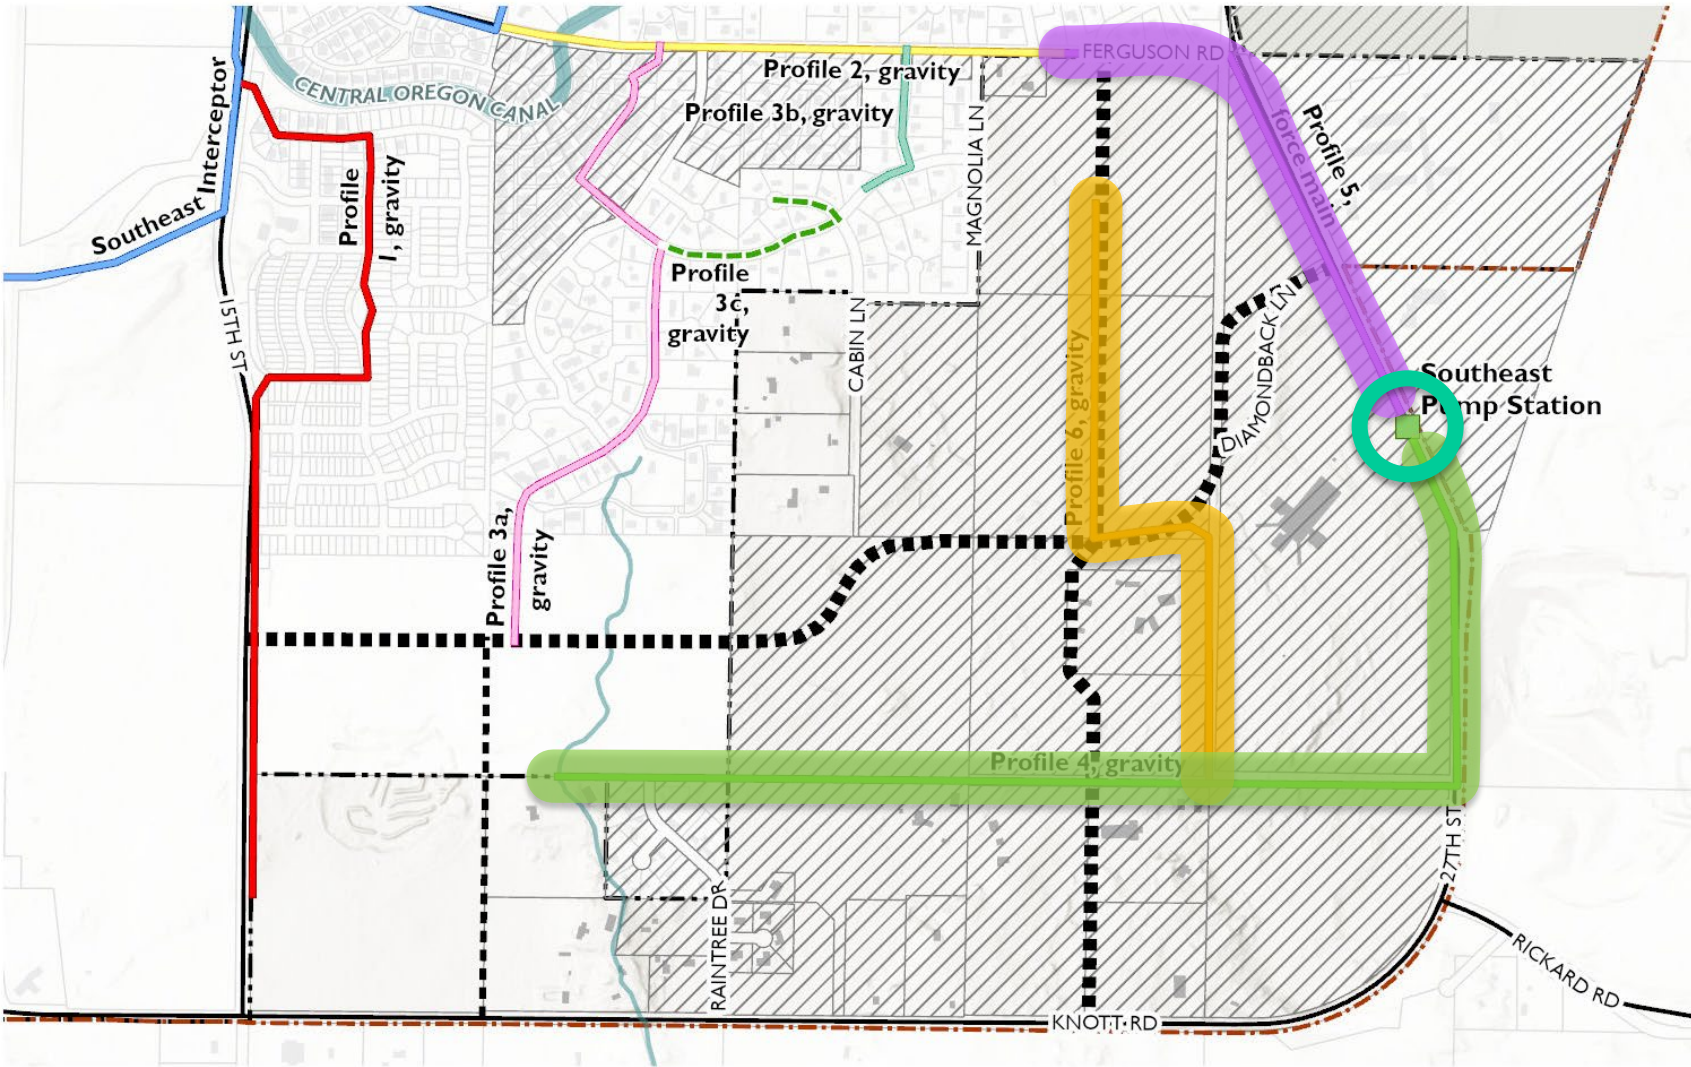 FERGUSON RD
Profile 2, gravity
CENTRAL OREGON CANAL
Profile 3b, gravity
Southeast Interceptor
Profile
1, gravity
MAGNOLIA LN
Profile 5,
force main
Profile
3c,
gravity
15TH ST
CABIN LN
DIAMONDBACK LN
Profile 6, gravity
Southeast
Pump Station
Profile 3a,
gravity
Profile 4, gravity
27TH ST
RAINTREE DR
RICKARD RD
KNOTT RD